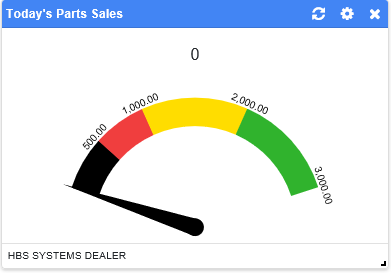 Today's Parts Sales
0
500.00
1,000.00
2,000.00
3,000.00
HBS SYSTEMS DEALER